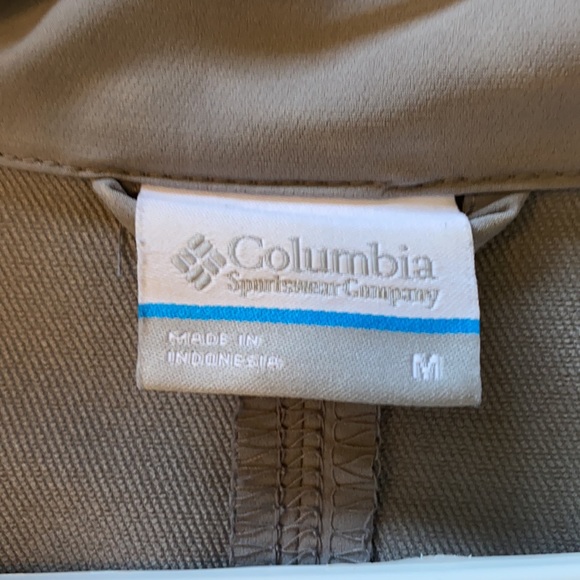 Columbia
Sportswear Company
MADE IN
INDONESIA
M